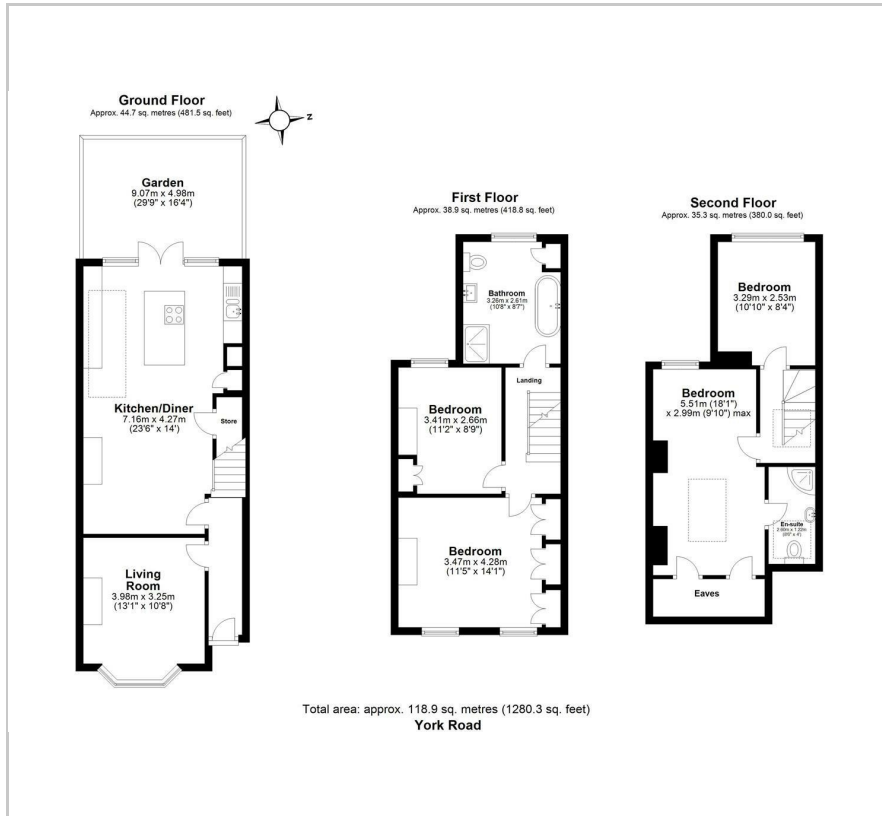 Ground Floor
Approx. 44.7 sq. metres (481.5 sq. feet)
Z
Garden
9.07m x 4.98m
(29'9" x 16'4")
Kitchen/Diner
7.16m x 4.27m
(23'6" x 14')
Store
Living
Room
3.98m x 3.25m
(13'1" x 10'8")
First Floor
Approx. 38.9 sq. metres (418.8 sq. feet)
Bathroom
3.26m x 2.61m
(10'8" x 8'7")
Landing
Bedroom
3.41m x 2.66m
(11'2" x 8'9")
Bedroom
3.47m x 4.28m
(11'5" x 14'1")
Second Floor
Approx. 35.3 sq. metres (380.0 sq. feet)
Bedroom
3.29m x 2.53m
(10'10" x 8'4")
Bedroom
5.51m (18'1")
x 2.99m (9'10") max
En-suite
x 1.22m
x 4')
Eaves
Total area: approx. 118.9 sq. metres (1280.3 sq. feet)
York Road